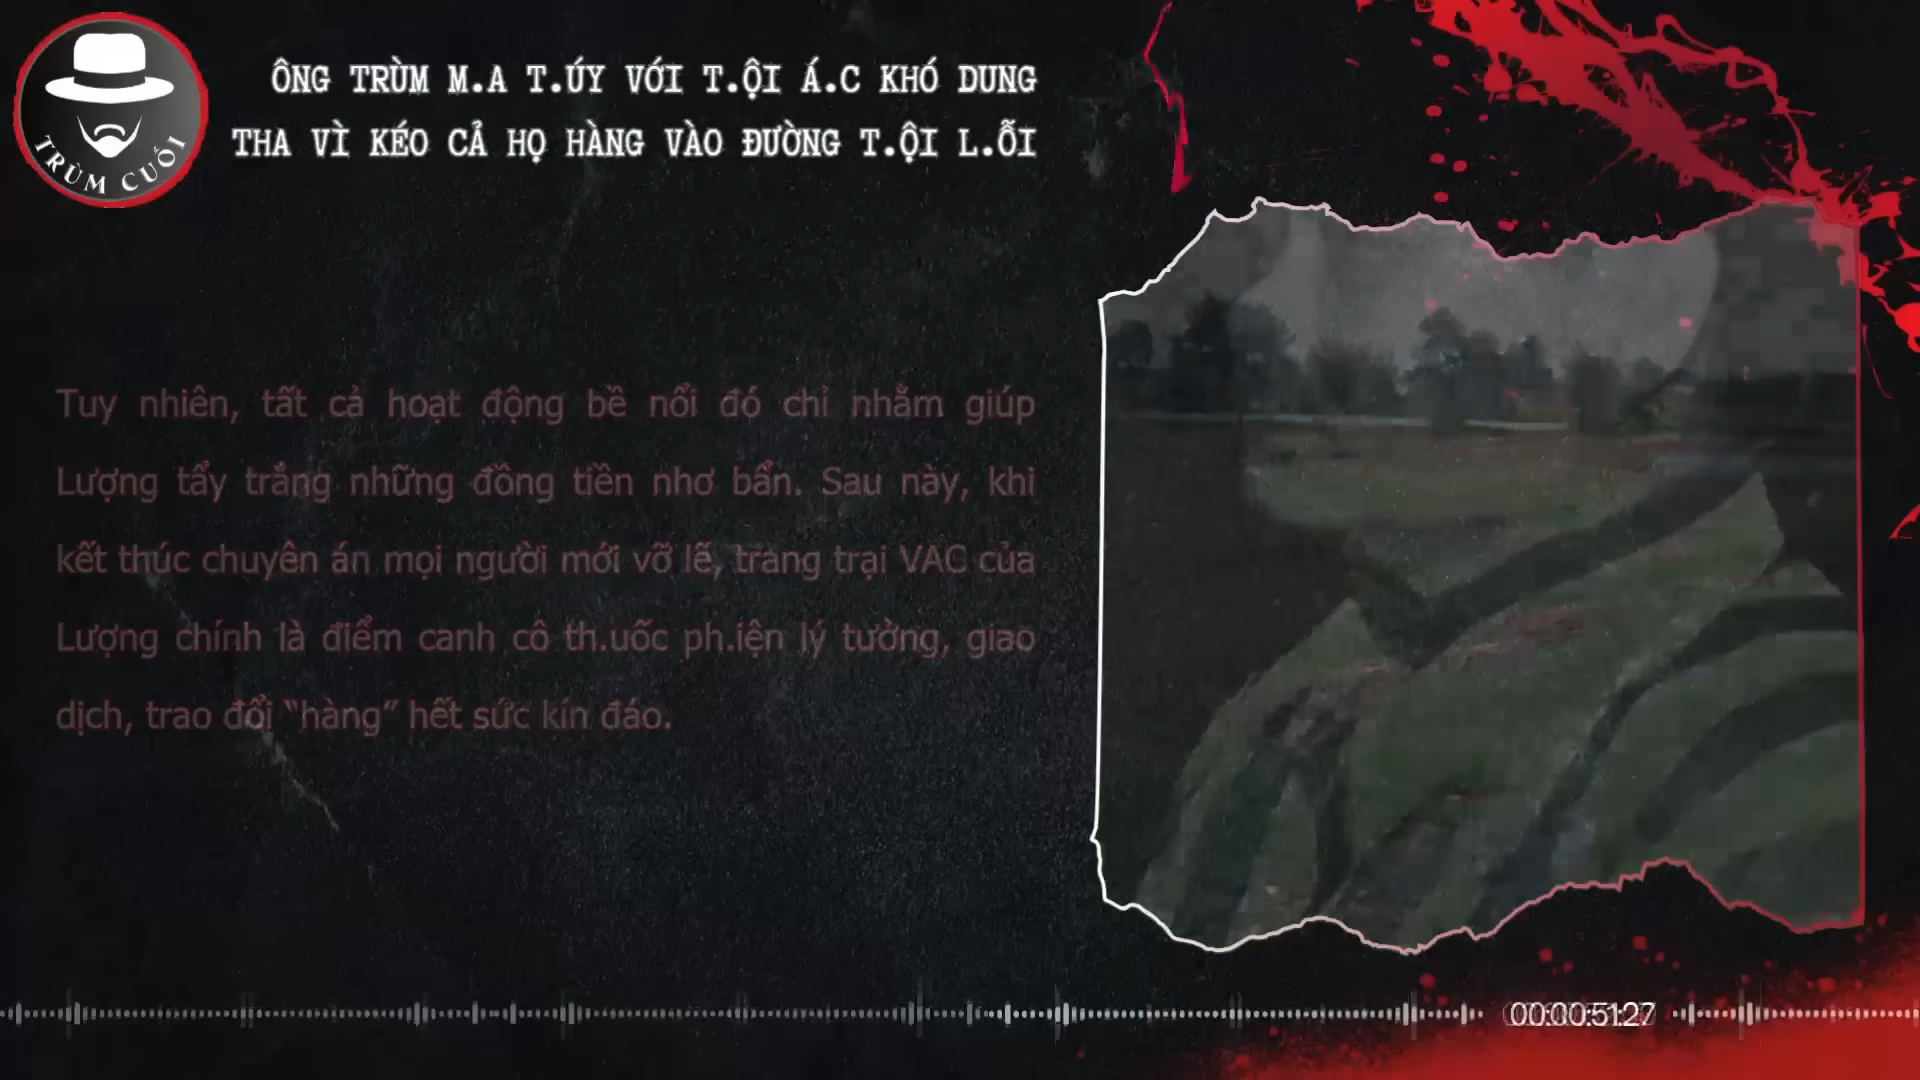 ÔNG TRÙM M.A T.ÚY VỚI T.ỘI Á.C KHÓ DUNG
THA VÌ KÉO CẢ HỌ HÀNG VÀO ĐƯỜNG T.ỘI L.ỖI
TRÙM CUỐI
Tuy nhiên, tất cả hoạt động bề nổi đó chỉ nhằm giúp
Lượng tẩy trắng những đồng tiền nhơ bẩn. Sau này, khi
kết thúc chuyên án mọi người mới vỡ lẽ, trang trại VAC của
Lượng chính là điểm canh cô th.uốc ph.iện lý tưởng, giao
dịch, trao đổi “hàng” hết sức kín đáo.
00:00:51:27